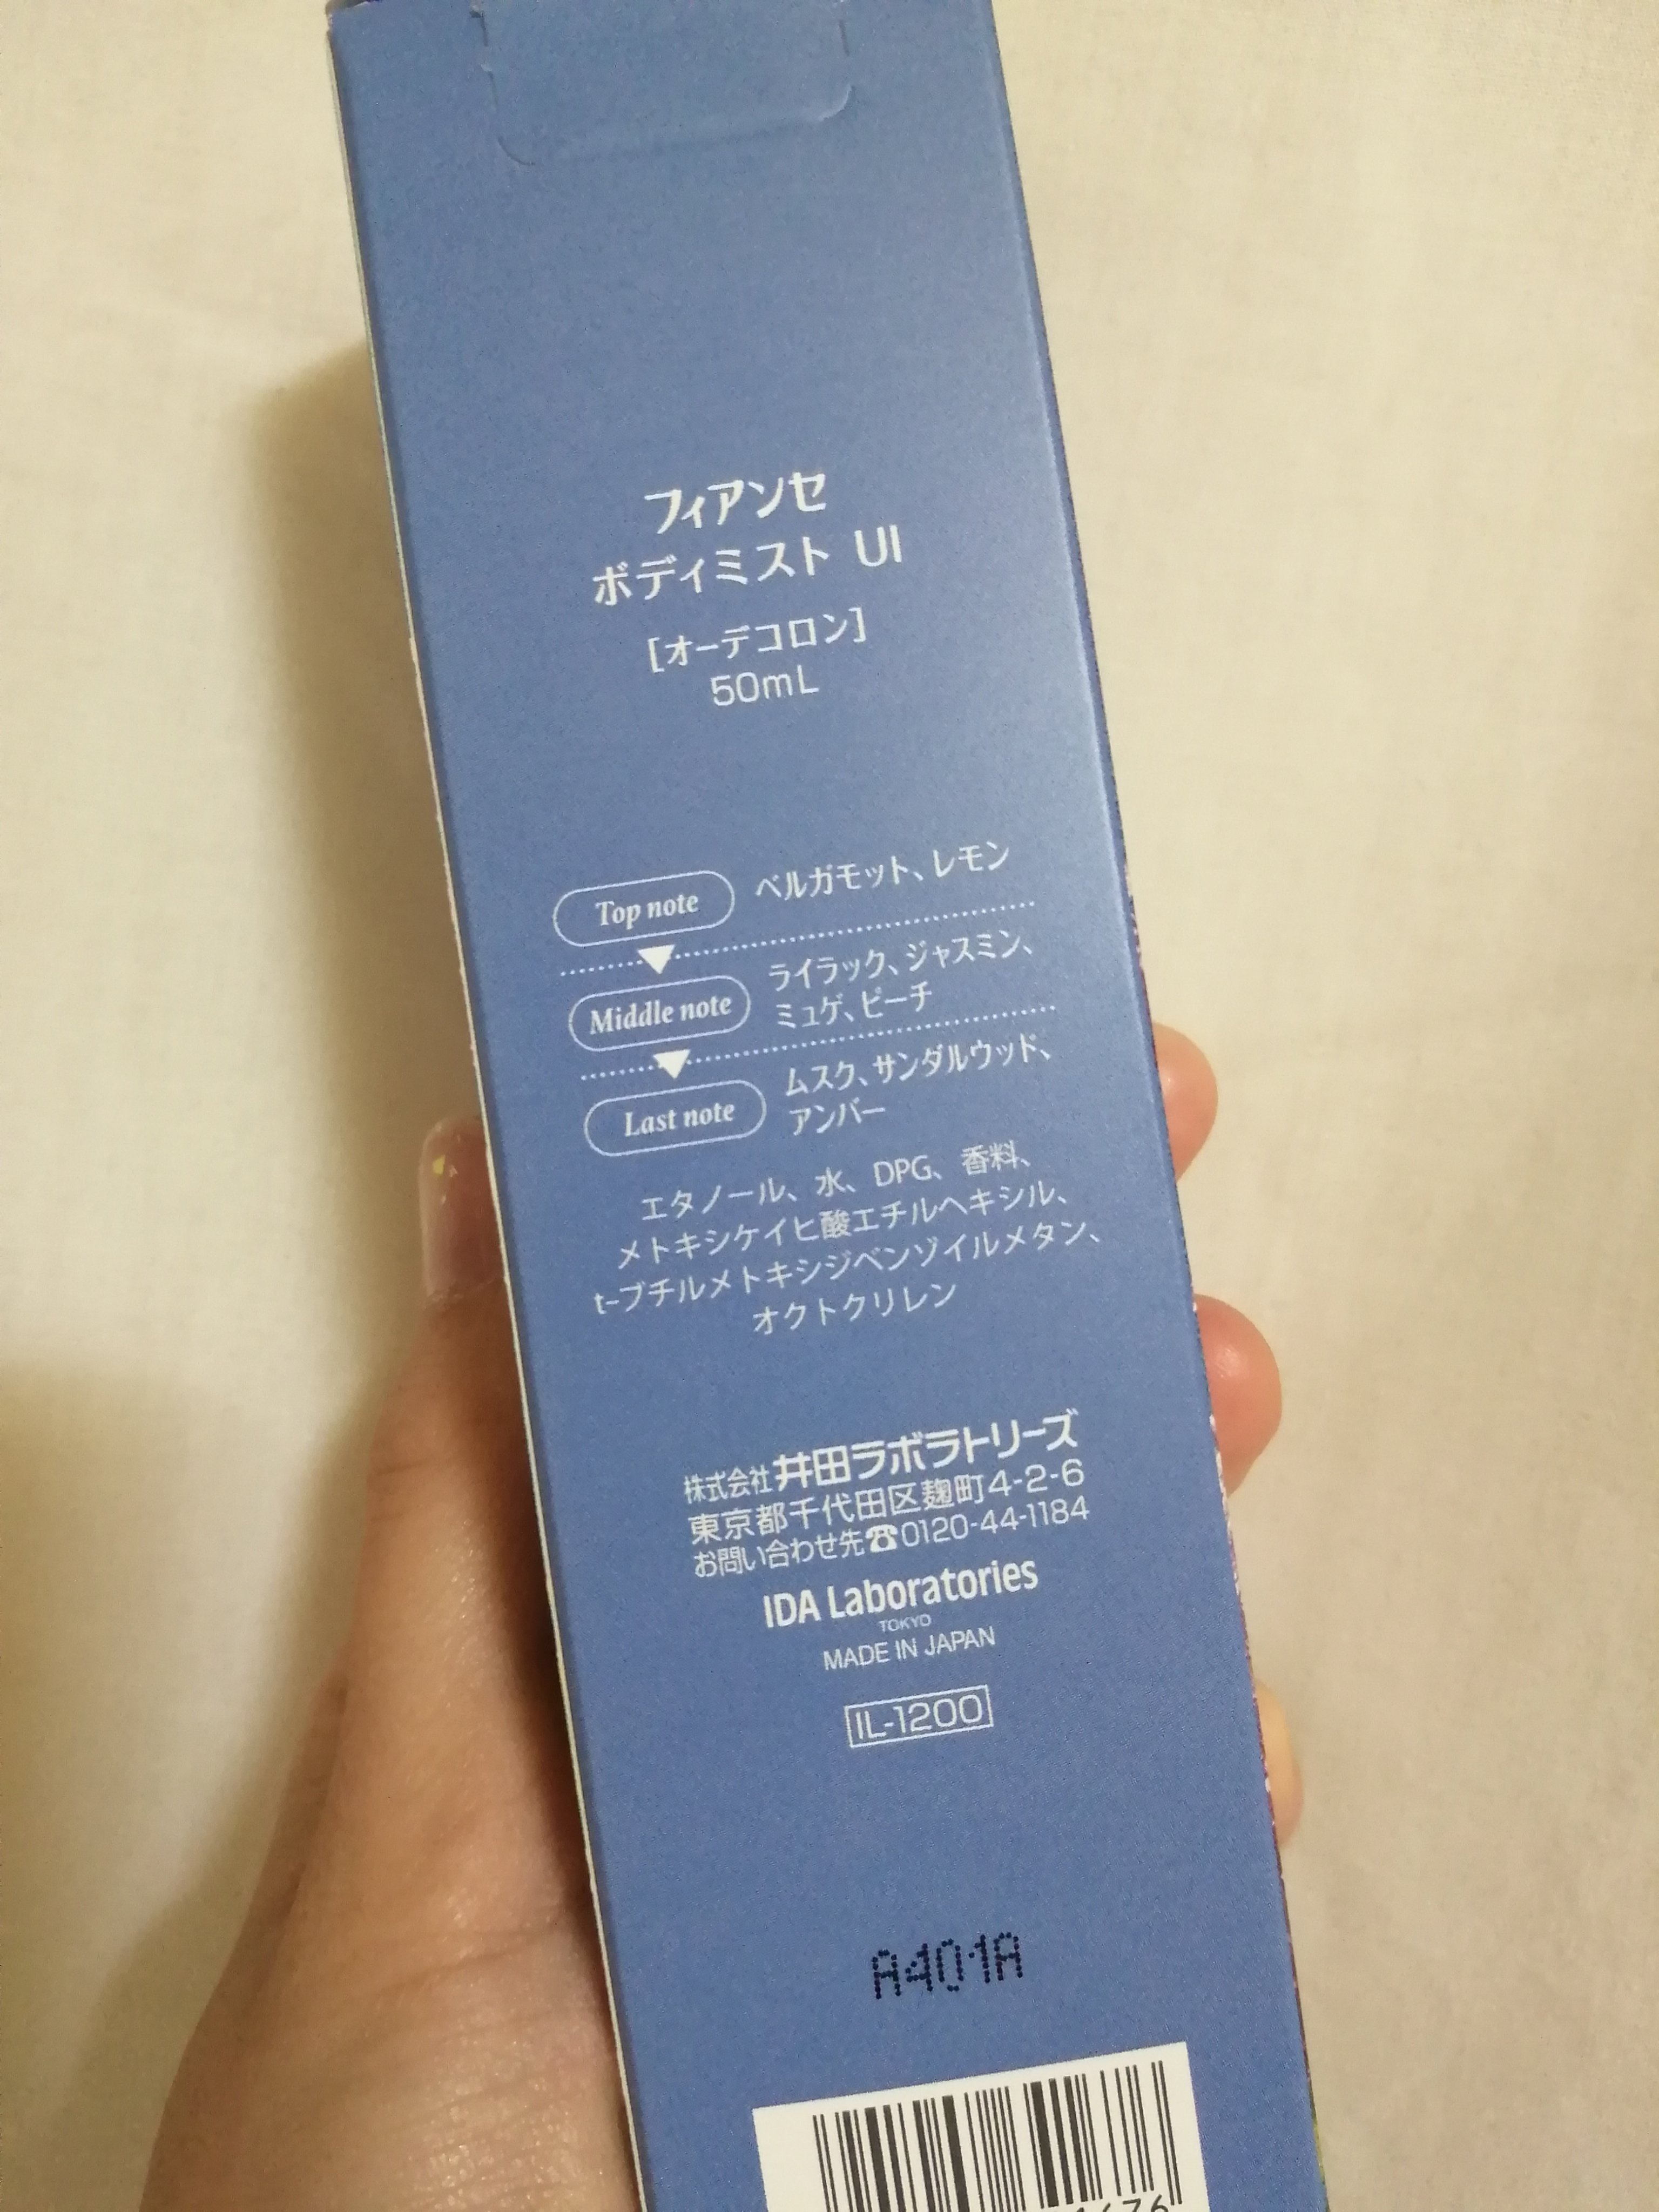 フィアンセ
ボディミスト UI
[オーデコロン]
50mL
Top note
ベルガモット、レモン
Middle note
ライラック、ジャスミン、
ミュゲ、ピーチ
Last note
ムスク、サンダルウッド、
アンバー
エタノール、水、DPG、香料、
メトキシケイヒ酸エチルヘキシル、
t-ブチルメトキシジベンゾイルメタン、
オクトクリレン
株式会社井田ラボラトリーズ
東京都千代田区麹町4-2-6
お問い合わせ先☎0120-44-1184
IDA Laboratories
TOKYO
MADE IN JAPAN
IL-1200
A401A